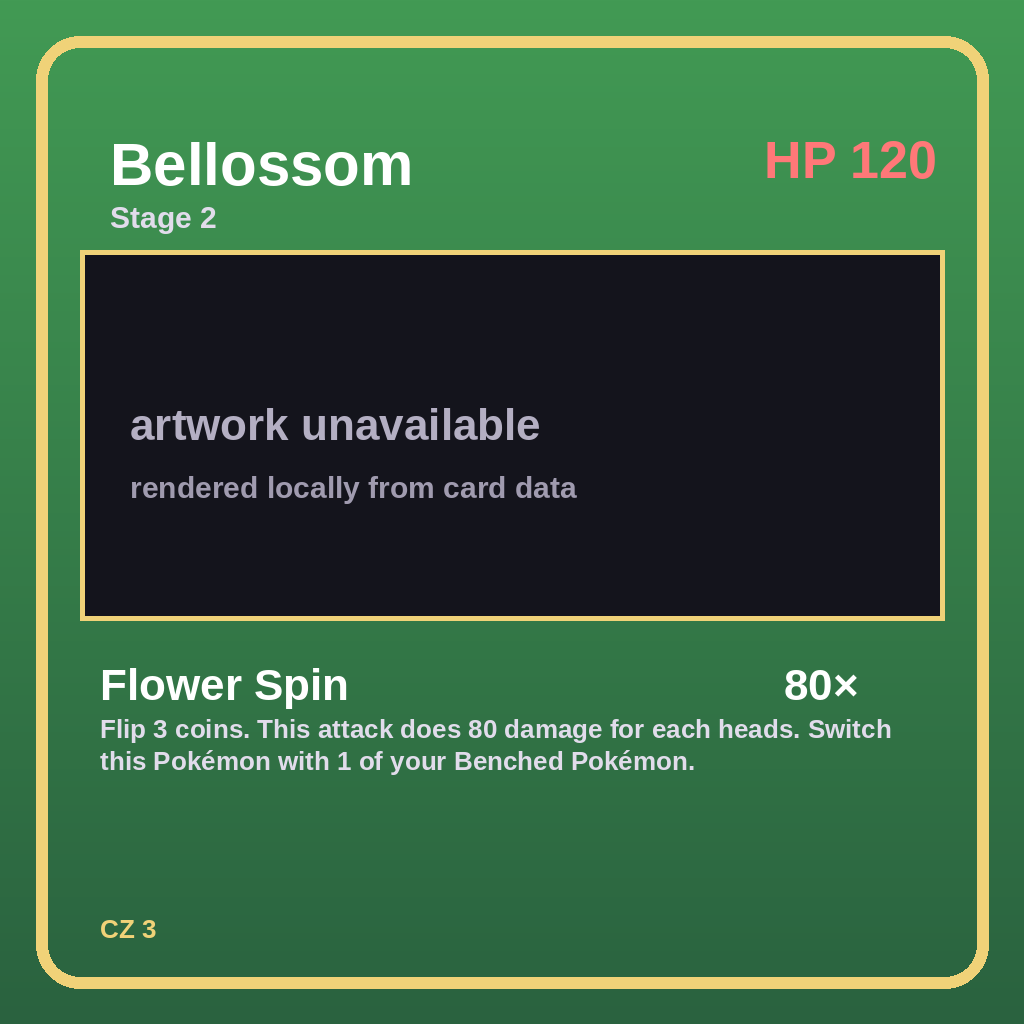 Bellossom
HP 120
Stage 2
artwork unavailable
rendered locally from card data
Flower Spin
80×
Flip 3 coins. This attack does 80 damage for each heads. Switch
this Pokémon with 1 of your Benched Pokémon.
CZ 3